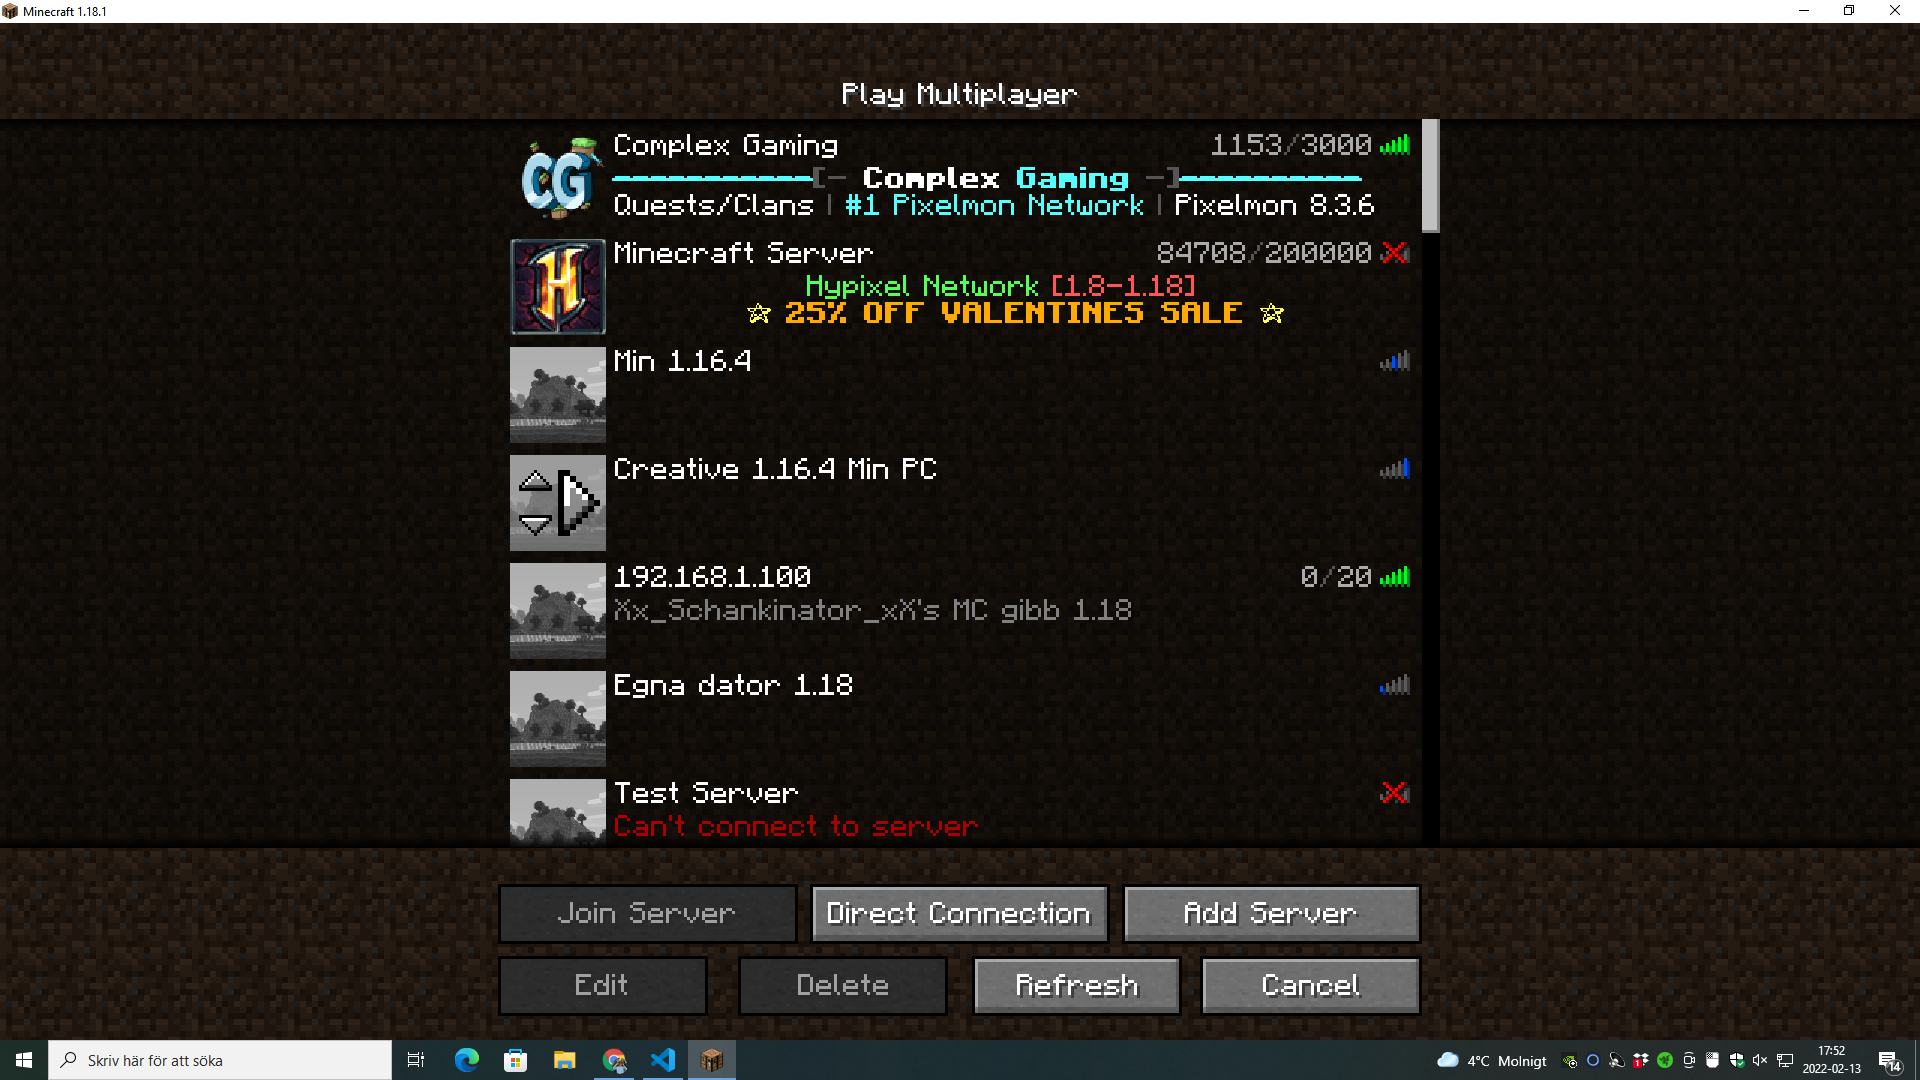 Minecraft 1.18.1
Play Multiplayer
CG
Complex Gaming 1153/3000
[- Complex Gaming -]
Quests/Clans | #1 Pixelmon Network | Pixelmon 8.3.6
H
Minecraft Server 84708/200000
Hypixel Network [1.8-1.18]
☆ 25% OFF VALENTINES SALE ☆
Min 1.16.4
Creative 1.16.4 Min PC
192.168.1.100 0/20
Xx_Schankinator_xX's MC gibb 1.18
Egna dator 1.18
Test Server
Can't connect to server
Join Server Direct Connection Add Server
Edit Delete Refresh Cancel
Skriv här för att söka
4°C Molnigt
17:52
2022-02-13
14